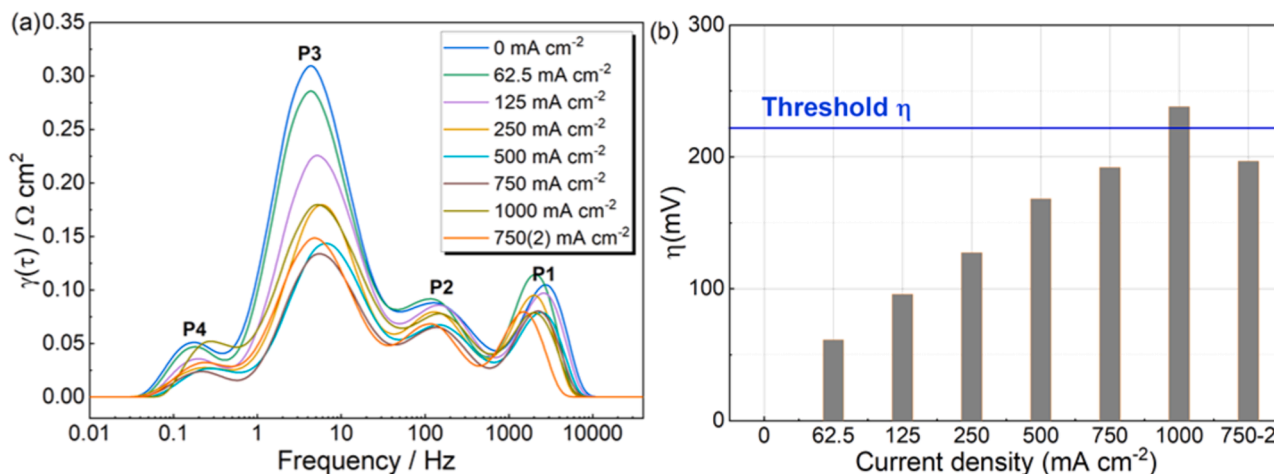 (a)
P3
P4
P2
P1
0 mA cm⁻²
62.5 mA cm⁻²
125 mA cm⁻²
250 mA cm⁻²
500 mA cm⁻²
750 mA cm⁻²
1000 mA cm⁻²
750(2) mA cm⁻²
γ(τ) / Ω cm²
0.35
0.30
0.25
0.20
0.15
0.10
0.05
0.00
0.01 0.1 1 10 100 1000 10000
Frequency / Hz
(b)
Threshold η
η(mV)
300
200
100
0
0 62.5 125 250 500 750 1000 750-2
Current density (mA cm⁻²)